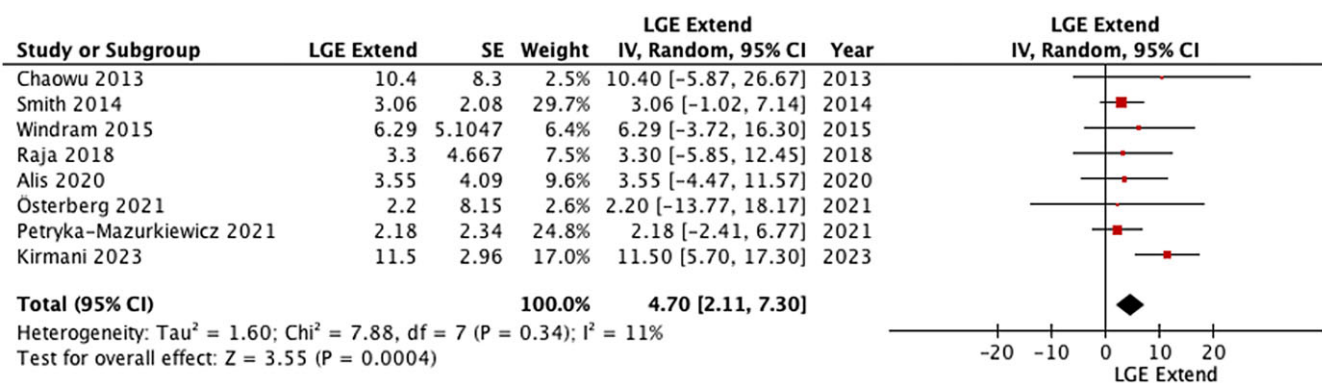 LGE Extend LGE Extend
Study or Subgroup LGE Extend SE Weight IV, Random, 95% CI Year IV, Random, 95% CI
Chaowu 2013 10.4 8.3 2.5% 10.40 [−5.87, 26.67] 2013
Smith 2014 3.06 2.08 29.7% 3.06 [−1.02, 7.14] 2014
Windram 2015 6.29 5.1047 6.4% 6.29 [−3.72, 16.30] 2015
Raja 2018 3.3 4.667 7.5% 3.30 [−5.85, 12.45] 2018
Alis 2020 3.55 4.09 9.6% 3.55 [−4.47, 11.57] 2020
Österberg 2021 2.2 8.15 2.6% 2.20 [−13.77, 18.17] 2021
Petryka−Mazurkiewicz 2021 2.18 2.34 24.8% 2.18 [−2.41, 6.77] 2021
Kirmani 2023 11.5 2.96 17.0% 11.50 [5.70, 17.30] 2023
Total (95% CI) 100.0% 4.70 [2.11, 7.30]
Heterogeneity: Tau² = 1.60; Chi² = 7.88, df = 7 (P = 0.34); I² = 11%
Test for overall effect: Z = 3.55 (P = 0.0004)
−20 −10 0 10 20
LGE Extend